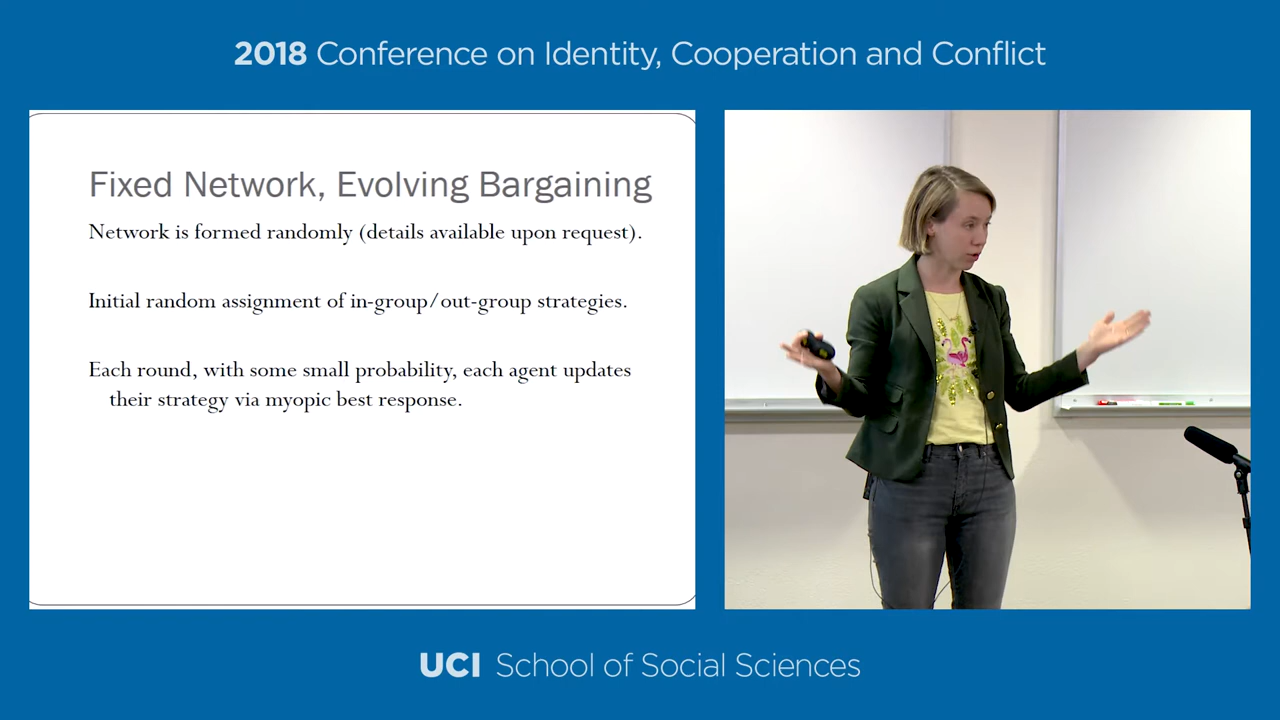 2018 Conference on Identity, Cooperation and Conflict
Fixed Network, Evolving Bargaining
Network is formed randomly (details available upon request).
Initial random assignment of in-group/out-group strategies.
Each round, with some small probability, each agent updates
their strategy via myopic best response.
UCI School of Social Sciences